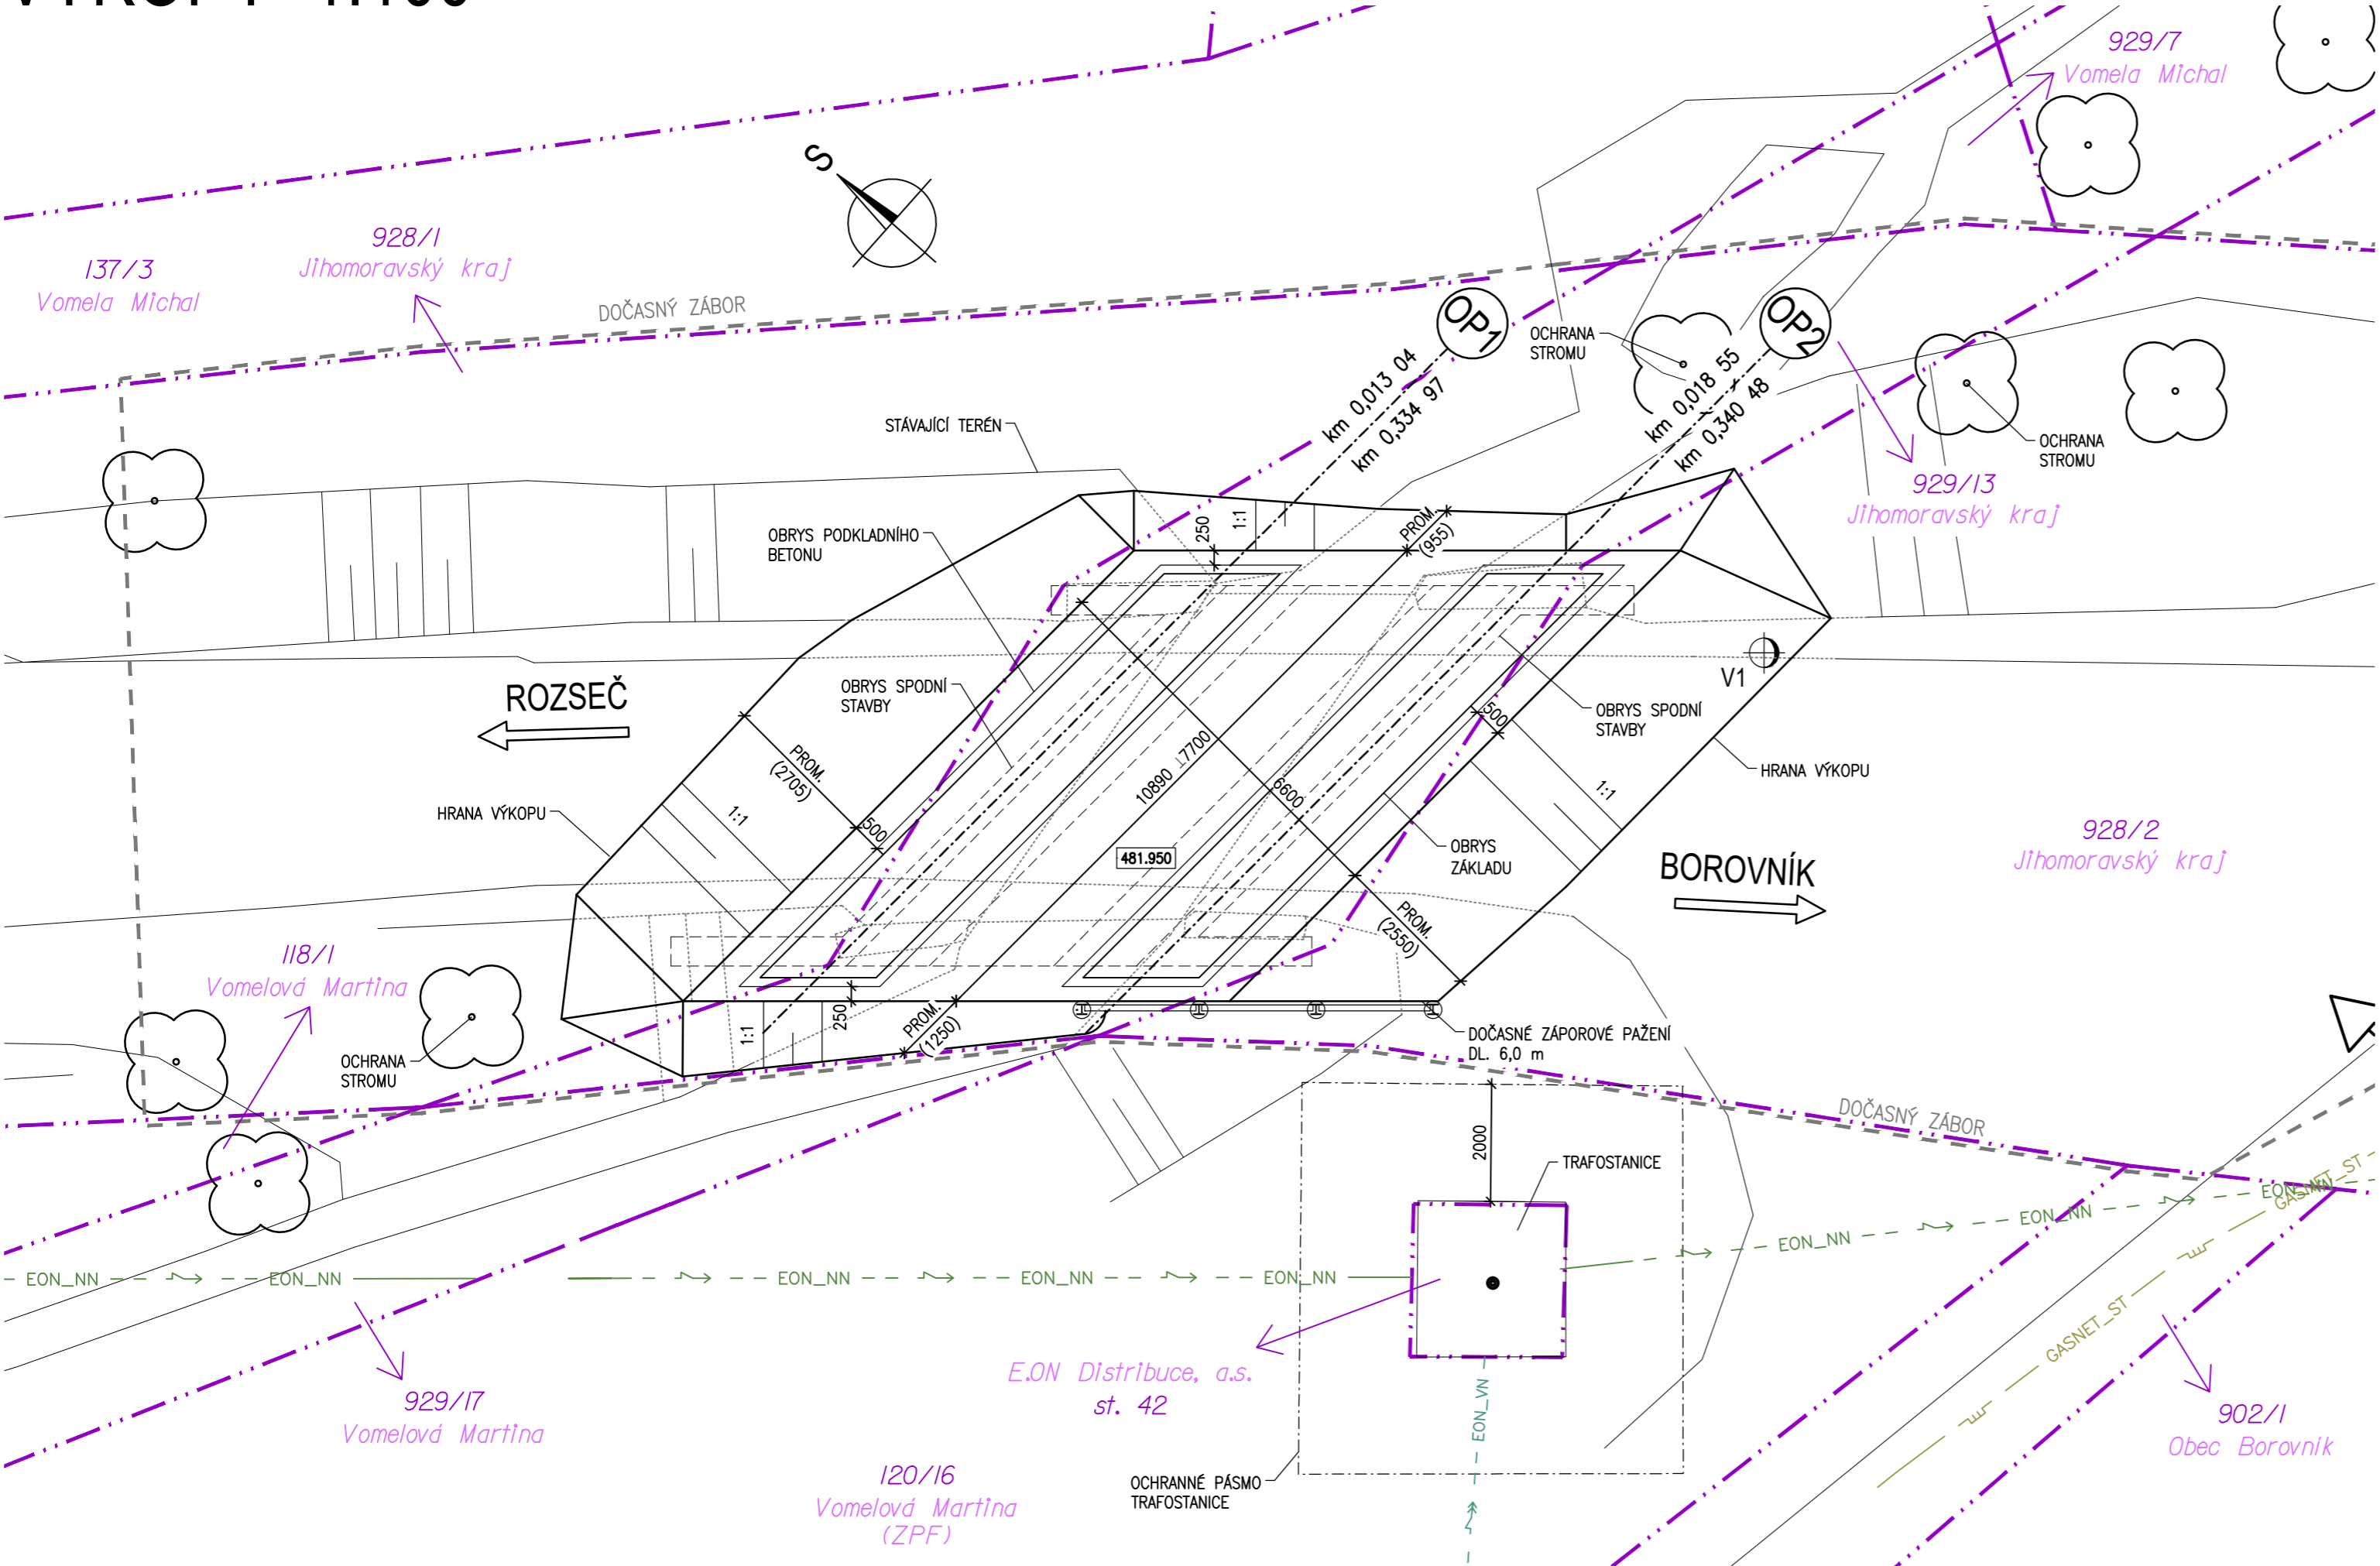 929/7
Vomela Michal
S
928/1
Jihomoravský kraj
137/3
Vomela Michal
DOČASNÝ ZÁBOR
OP1
OP2
OCHRANA
STROMU
km 0,013 04
km 0,334 97
km 0,018 55
km 0,340 48
STÁVAJÍCÍ TERÉN
OCHRANA
STROMU
929/13
Jihomoravský kraj
OBRYS PODKLADNÍHO
BETONU
250
1:1
PROM.
(955)
ROZSEČ
OBRYS SPODNÍ
STAVBY
V1
500
OBRYS SPODNÍ
STAVBY
PROM.
(2705)
10890
7700
6600
1:1
HRANA VÝKOPU
HRANA VÝKOPU
1:1
500
481.950
OBRYS
ZÁKLADU
928/2
Jihomoravský kraj
BOROVNÍK
PROM.
(2550)
118/1
Vomelová Martina
1:1
250
PROM.
(1250)
OCHRANA
STROMU
DOČASNÉ ZÁPOROVÉ PAŽENÍ
DL. 6,0 m
DOČASNÝ ZÁBOR
2000
TRAFOSTANICE
EON_NN
EON_NN
EON_NN
EON_NN
EON_NN
EON_NN
EON_NN
EON_NN
GASNET_ST
GASNET_ST
E.ON Distribuce, a.s.
st. 42
EON_VN
929/17
Vomelová Martina
902/1
Obec Borovník
120/16
Vomelová Martina
(ZPF)
OCHRANNÉ PÁSMO
TRAFOSTANICE